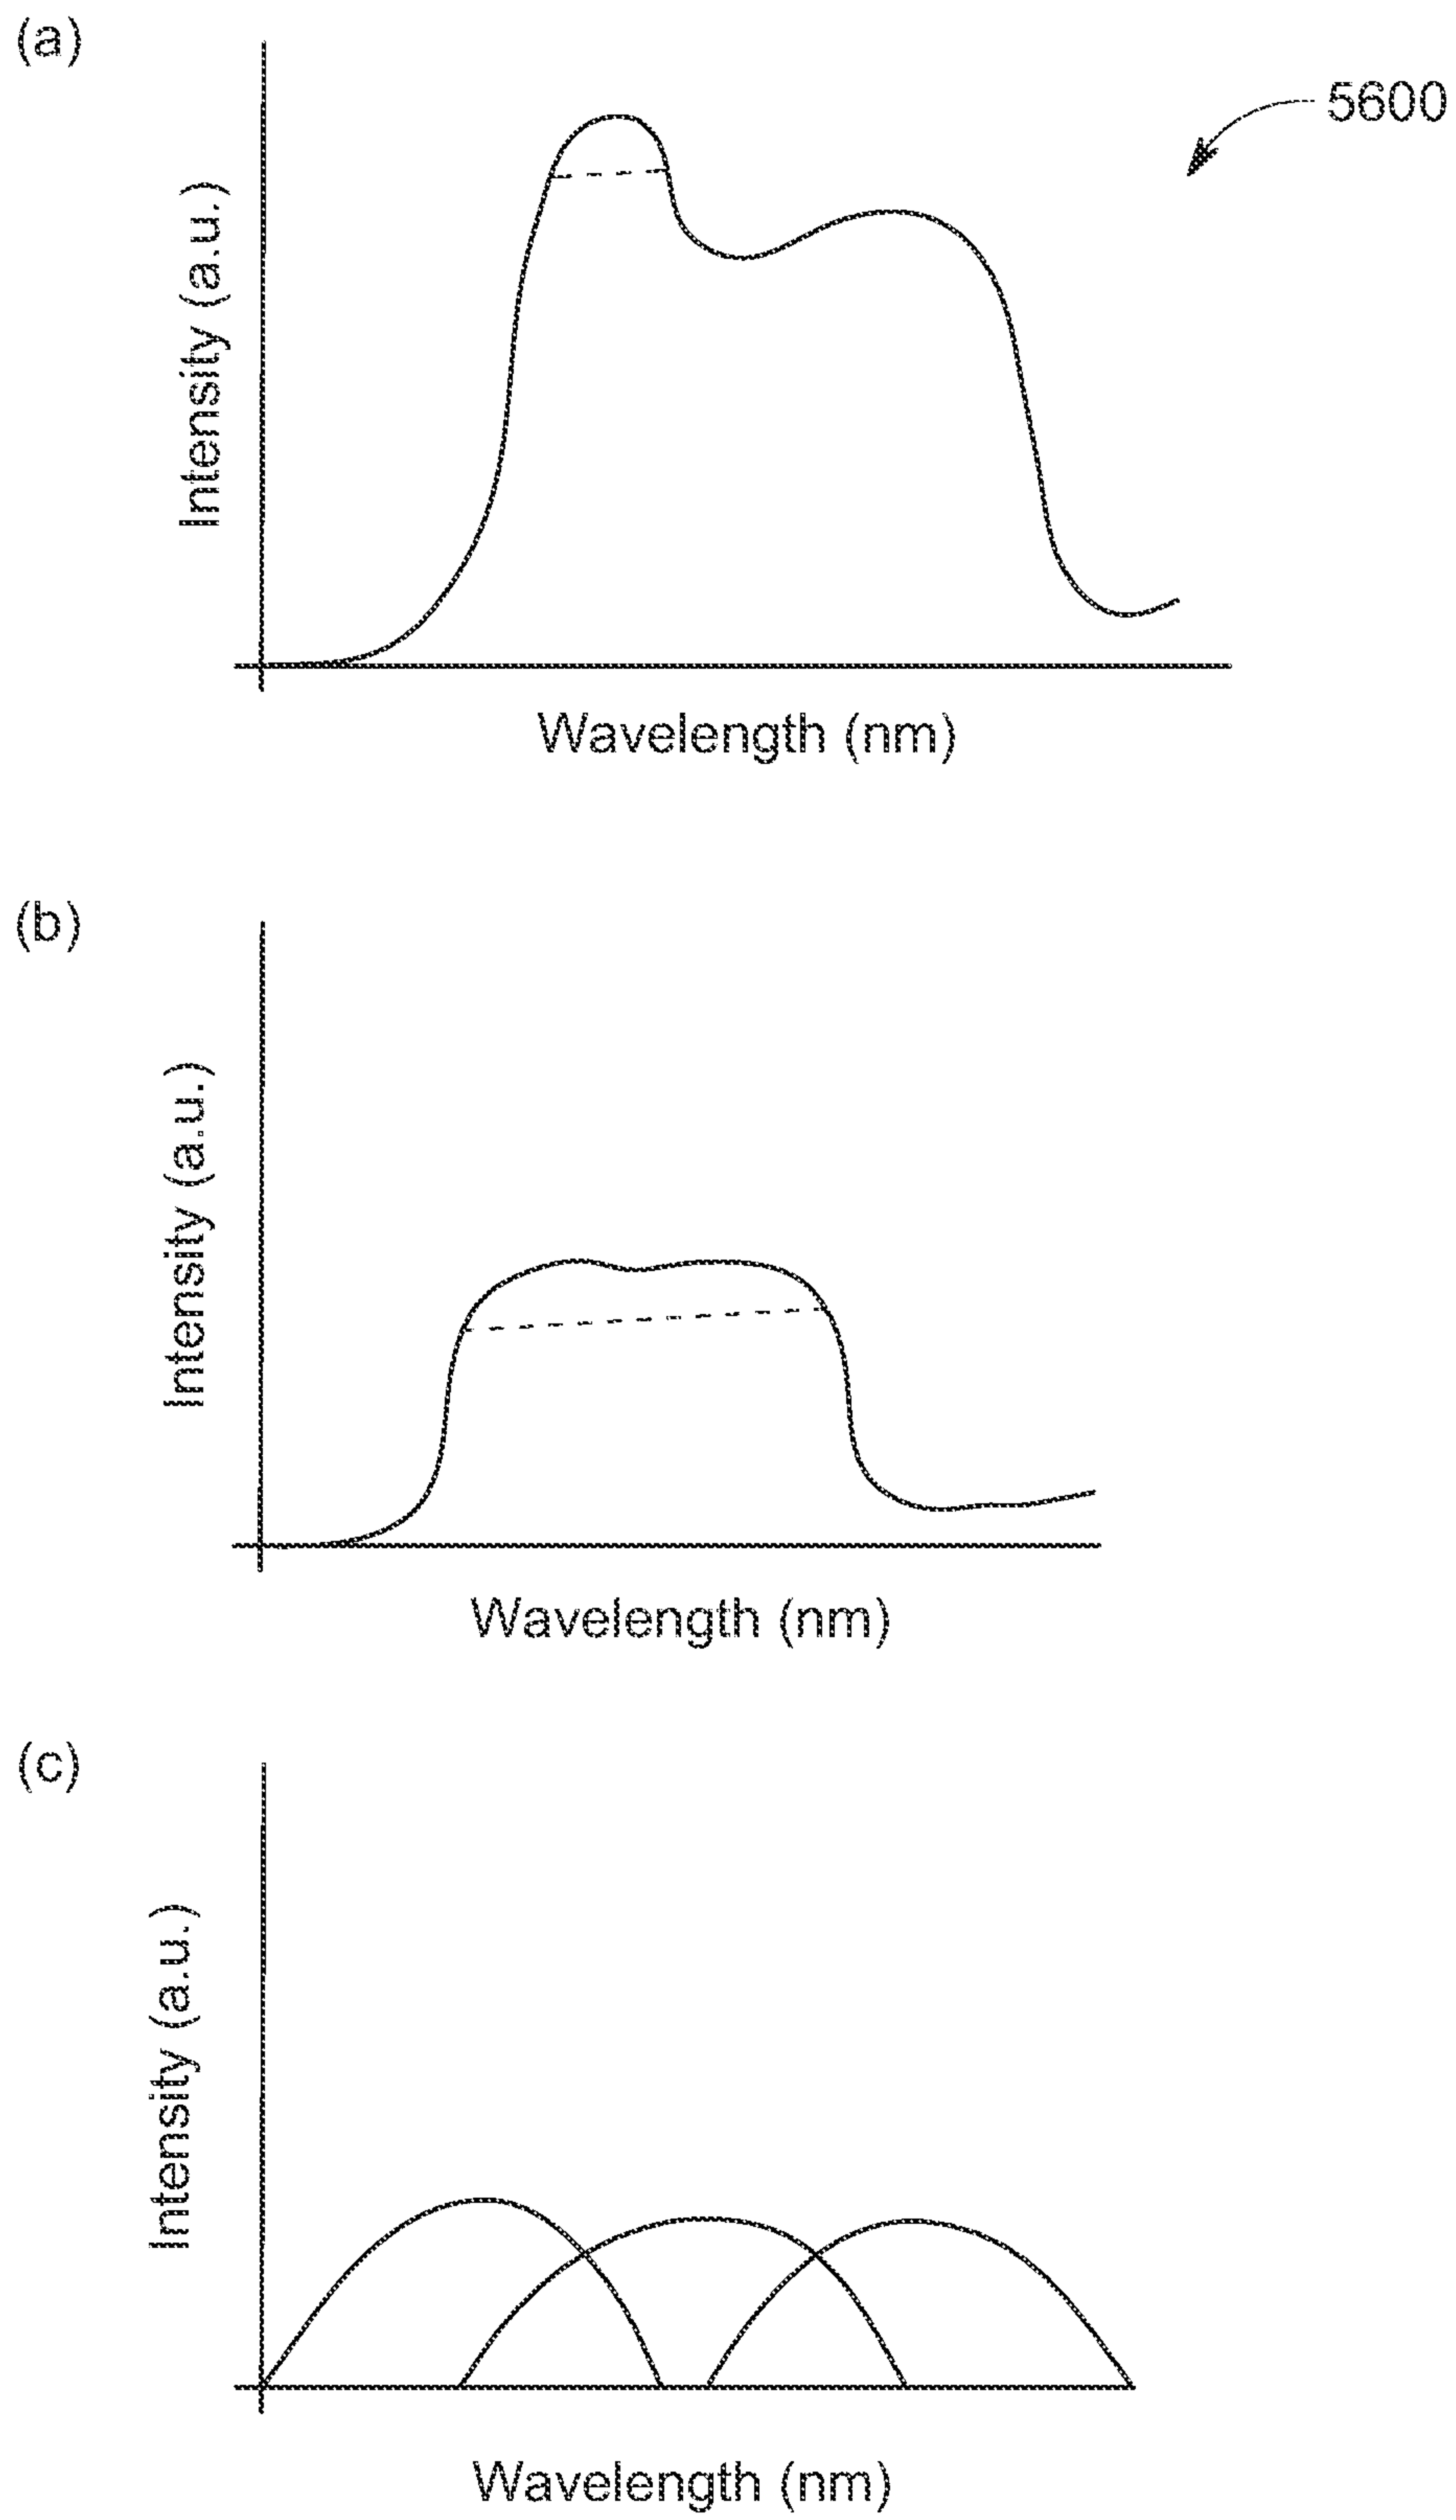 (a)
5600
Intensity (a.u.)
Wavelength (nm)
(b)
Intensity (a.u.)
Wavelength (nm)
(c)
Intensity (a.u.)
Wavelength (nm)